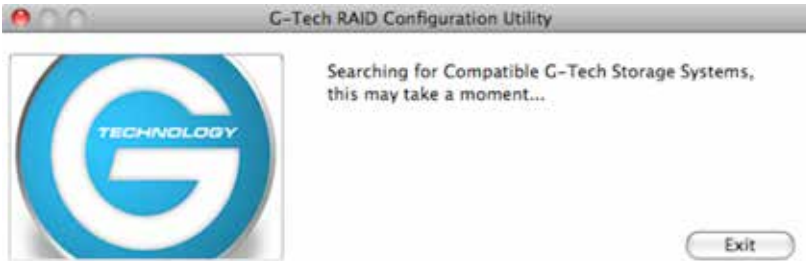 G-Tech RAID Configuration Utility
Searching for Compatible G-Tech Storage Systems,
this may take a moment...
G
TECHNOLOGY
Exit